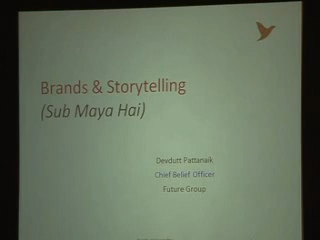 Brands & Storytelling
(Sub Maya Hai)
Devdutt Pattanaik
Chief Belief Officer
Future Group